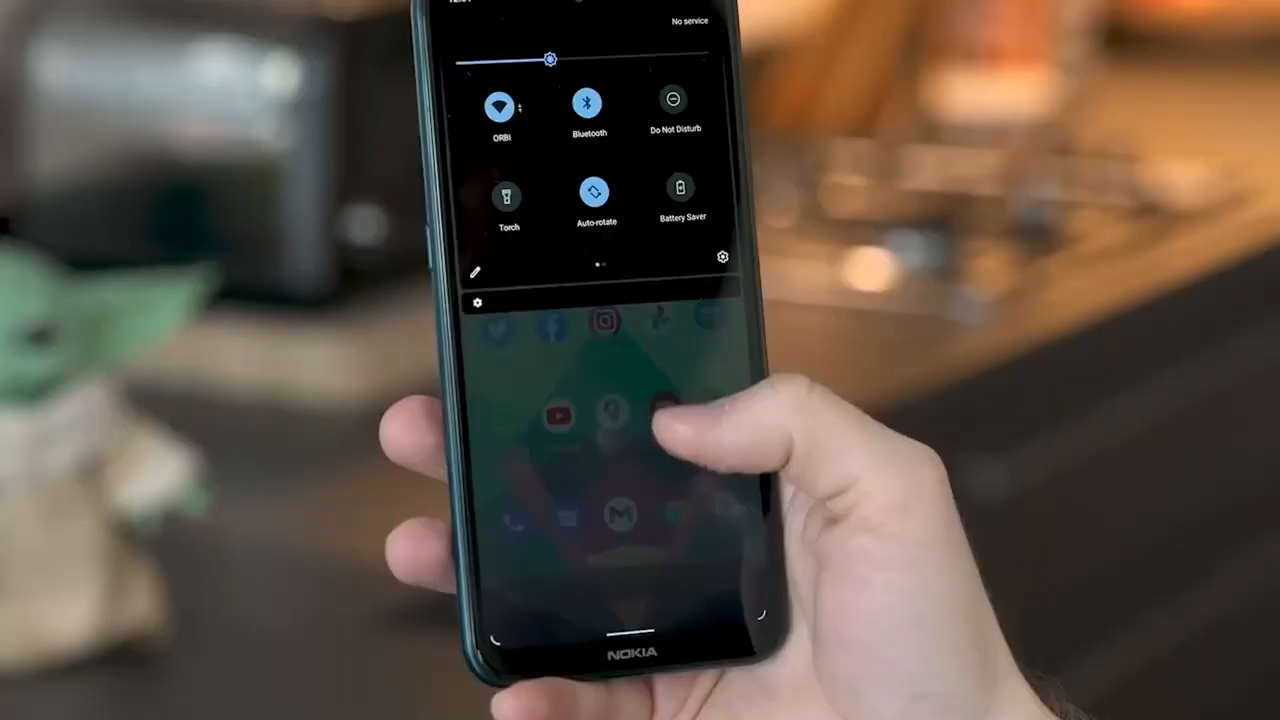 No service
ORBI
Bluetooth
Do Not Disturb
Torch
Auto-rotate
Battery Saver
NOKIA